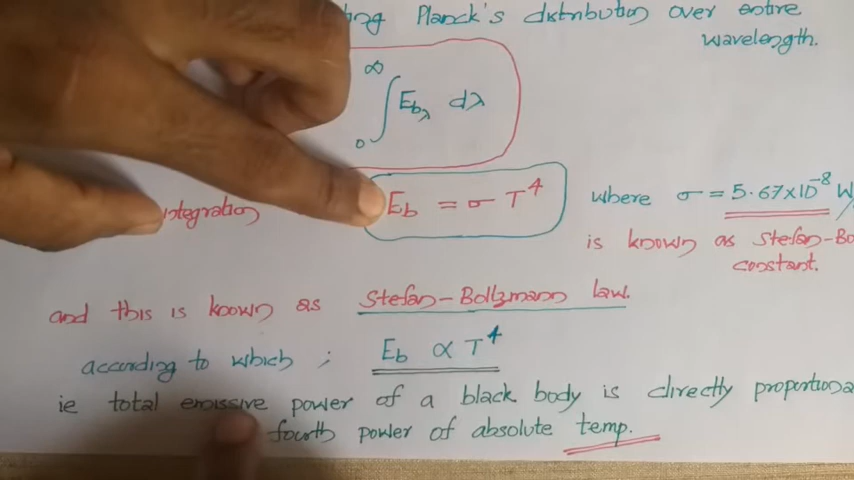 Planck's distribution over entire
wavelength.
∞
∫ Ebλ dλ
0
integration Eb = σ T⁴ where σ = 5.67×10⁻⁸ W
is known as Stefan-Bo
constant.
and this is known as Stefan-Boltzmann law.
according to which ; Eb ∝ T⁴
ie total emissive power of a black body is directly proportiona
fourth power of absolute temp.